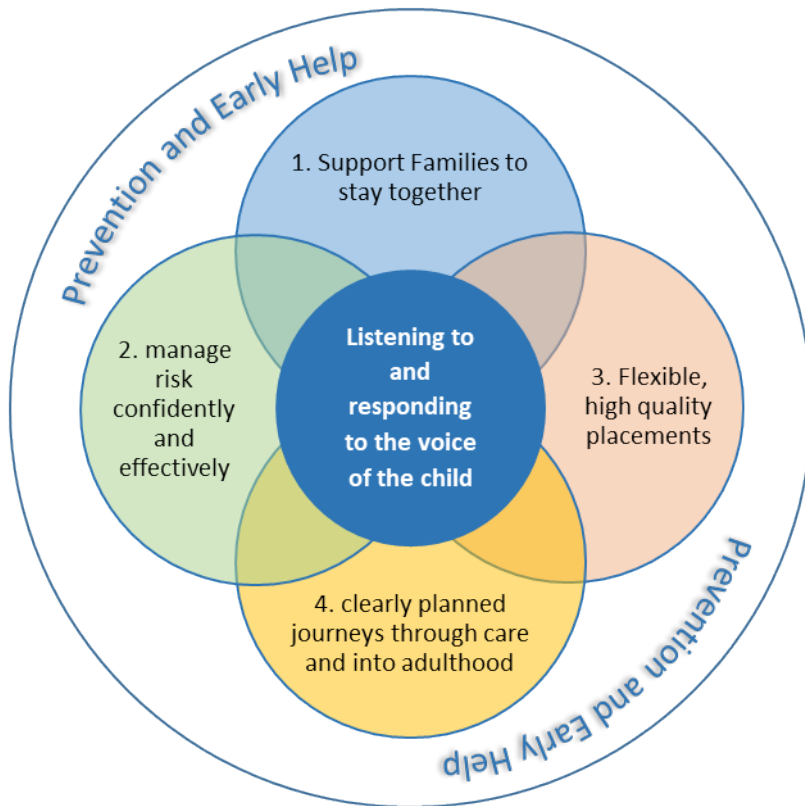 Prevention and Early Help
1. Support Families to
stay together
2. manage
risk
confidently
and
effectively
Listening to
and
responding
to the voice
of the child
3. Flexible,
high quality
placements
4. clearly planned
journeys through care
and into adulthood
Prevention and Early Help